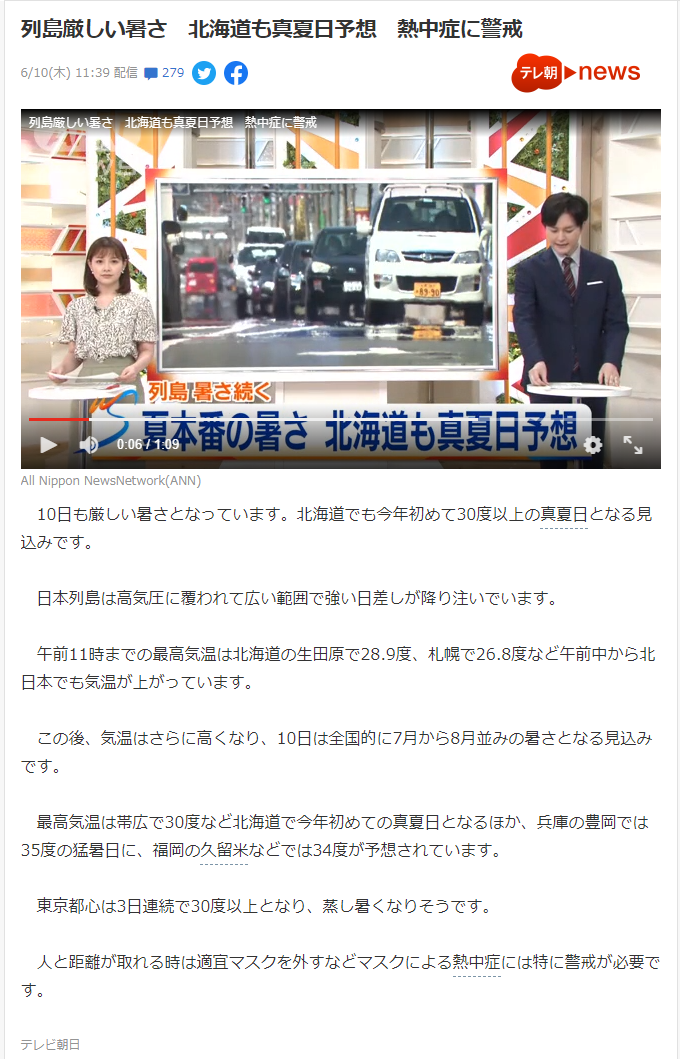 列島厳しい暑さ　北海道も真夏日予想　熱中症に警戒
6/10(木) 11:39 配信 279
テレ朝 news
列島厳しい暑さ　北海道も真夏日予想　熱中症に警戒
列島 暑さ続く
真夏本番の暑さ 北海道も真夏日予想
0:06 / 1:09
All Nippon NewsNetwork(ANN)
　10日も厳しい暑さとなっています。北海道でも今年初めて30度以上の真夏日となる見
込みです。
　日本列島は高気圧に覆われて広い範囲で強い日差しが降り注いでいます。
　午前11時までの最高気温は北海道の生田原で28.9度、札幌で26.8度など午前中から北
日本でも気温が上がっています。
　この後、気温はさらに高くなり、10日は全国的に7月から8月並みの暑さとなる見込み
です。
　最高気温は帯広で30度など北海道で今年初めての真夏日となるほか、兵庫の豊岡では
35度の猛暑日に、福岡の久留米などでは34度が予想されています。
　東京都心は3日連続で30度以上となり、蒸し暑くなりそうです。
　人と距離が取れる時は適宜マスクを外すなどマスクによる熱中症には特に警戒が必要で
す。
テレビ朝日